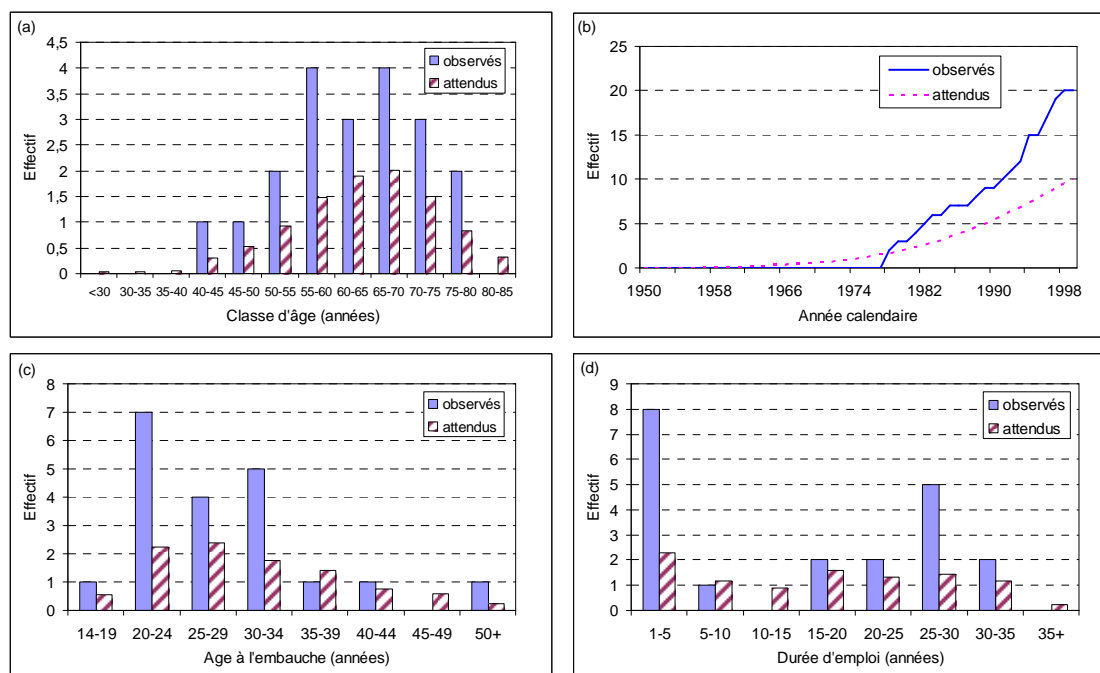 (a)
4,5
4
3,5
3
2,5
2
1,5
1
0,5
0
Effectif
observés
attendus
<30 30-35 35-40 40-45 45-50 50-55 55-60 60-65 65-70 70-75 75-80 80-85
Classe d'âge (années)
(b)
25
20
15
10
5
0
Effectif
observés
attendus
1950 1958 1966 1974 1982 1990 1998
Année calendaire
(c)
8
7
6
5
4
3
2
1
0
Effectif
observés
attendus
14-19 20-24 25-29 30-34 35-39 40-44 45-49 50+
Age à l'embauche (années)
(d)
9
8
7
6
5
4
3
2
1
0
Effectif
observés
attendus
1-5 5-10 10-15 15-20 20-25 25-30 30-35 35+
Durée d'emploi (années)